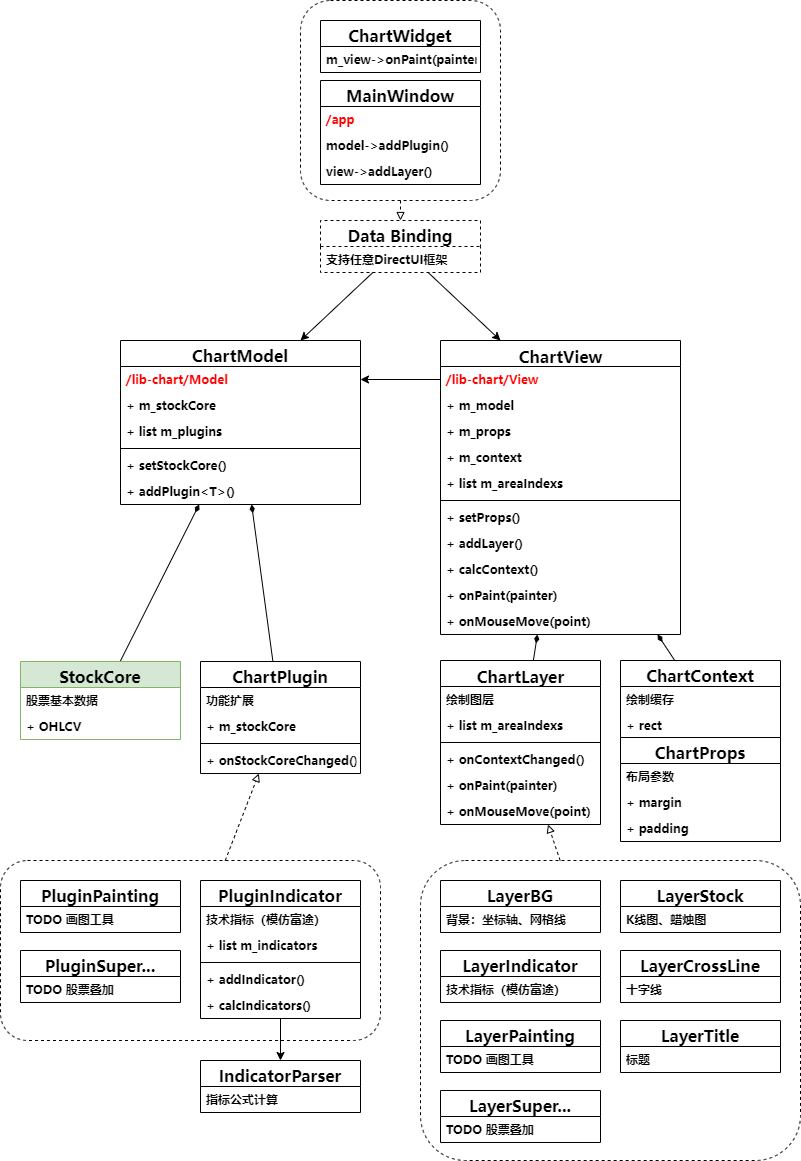 ChartWidget
m_view->onPaint(painter
MainWindow
/app
model->addPlugin()
view->addLayer()
Data Binding
支持任意DirectUI框架
ChartModel
/lib-chart/Model
+ m_stockCore
+ list m_plugins
+ setStockCore()
+ addPlugin<T>()
ChartView
/lib-chart/View
+ m_model
+ m_props
+ m_context
+ list m_areaIndexs
+ setProps()
+ addLayer()
+ calcContext()
+ onPaint(painter)
+ onMouseMove(point)
StockCore
股票基本数据
+ OHLCV
ChartPlugin
功能扩展
+ m_stockCore
+ onStockCoreChanged()
ChartLayer
绘制图层
+ list m_areaIndexs
+ onContextChanged()
+ onPaint(painter)
+ onMouseMove(point)
ChartContext
绘制缓存
+ rect
ChartProps
布局参数
+ margin
+ padding
PluginPainting
TODO 画图工具
PluginSuper...
TODO 股票叠加
PluginIndicator
技术指标（模仿富途）
+ list m_indicators
+ addIndicator()
+ calcIndicators()
IndicatorParser
指标公式计算
LayerBG
背景：坐标轴、网格线
LayerStock
K线图、蜡烛图
LayerIndicator
技术指标（模仿富途）
LayerCrossLine
十字线
LayerPainting
TODO 画图工具
LayerTitle
标题
LayerSuper...
TODO 股票叠加